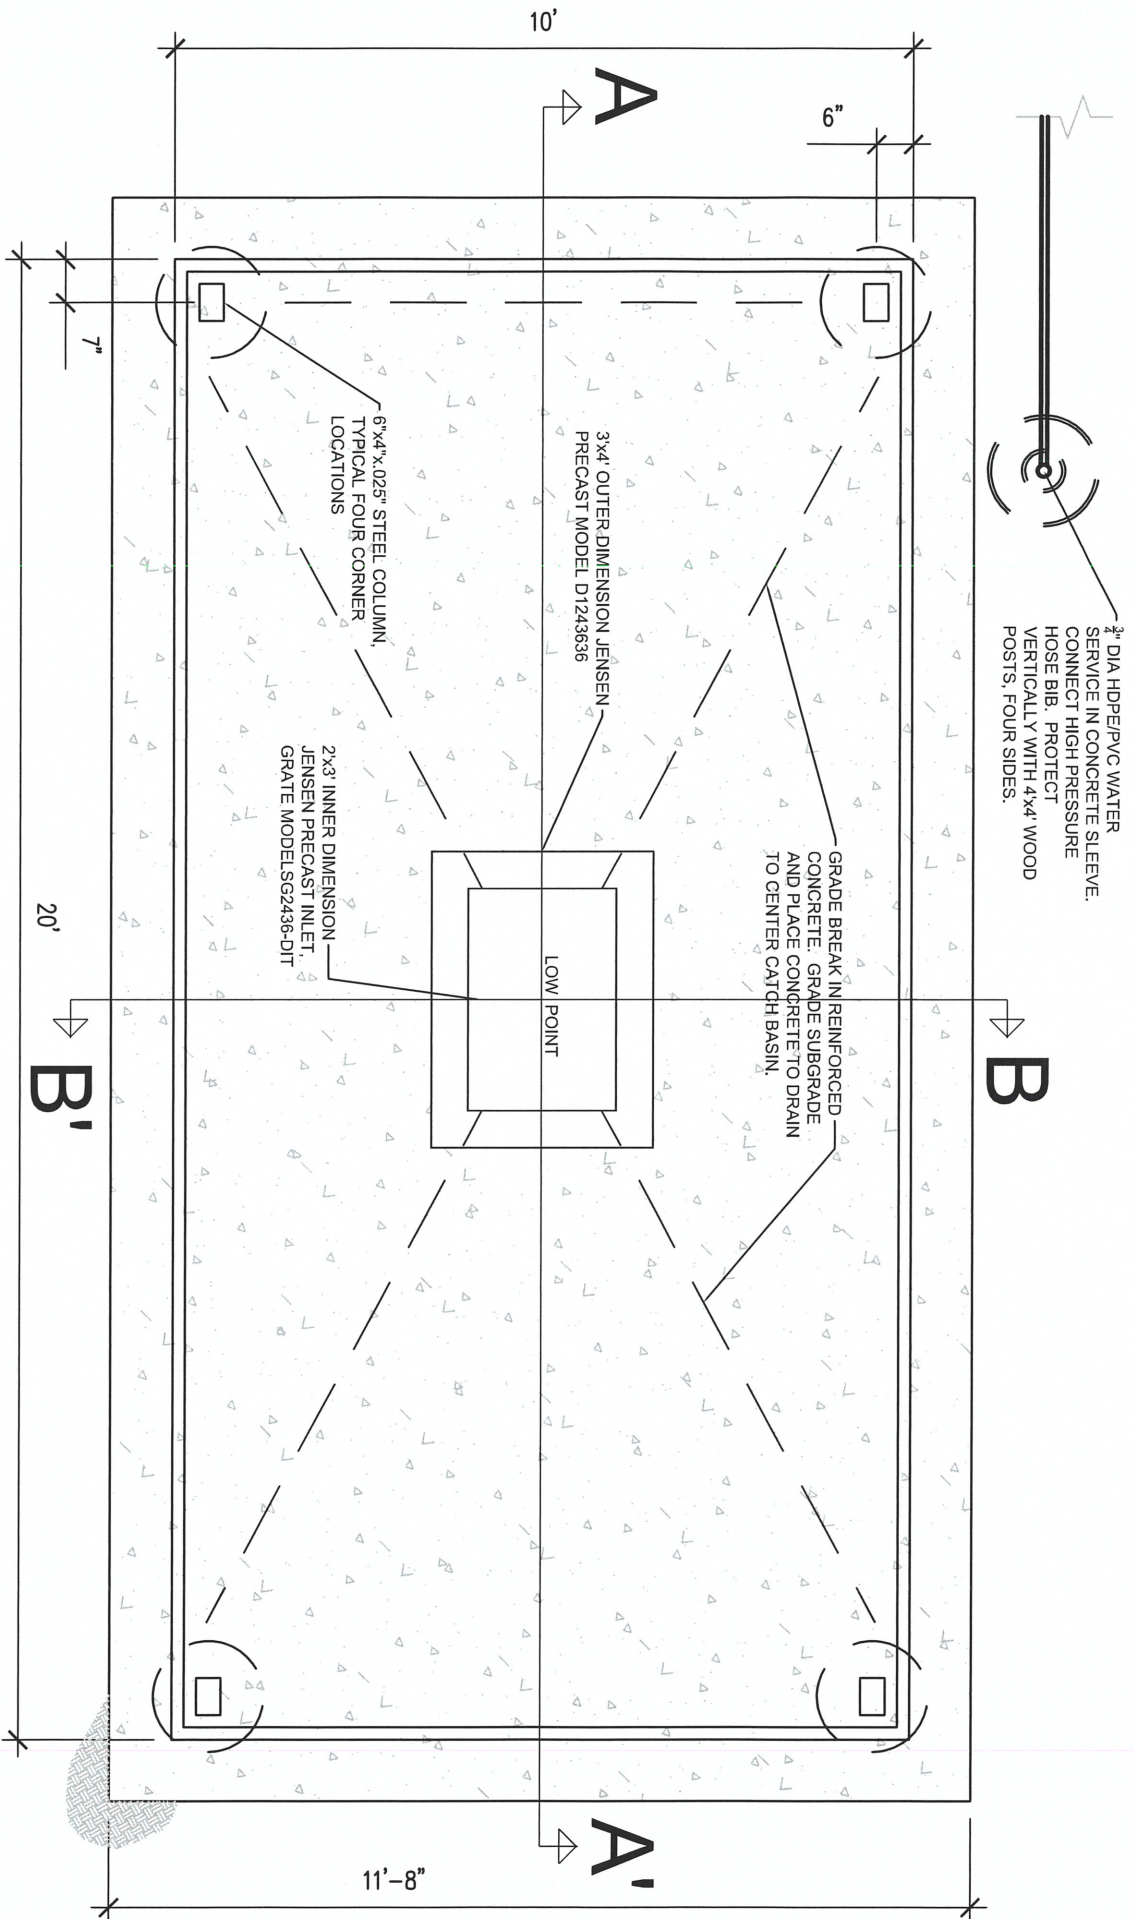 10'
A
6"
¾" DIA HDPE/PVC WATER
SERVICE IN CONCRETE SLEEVE.
CONNECT HIGH PRESSURE
HOSE BIB. PROTECT
VERTICALLY WITH 4'x4' WOOD
POSTS, FOUR SIDES.
7"
6"x4"x.025" STEEL COLUMN,
TYPICAL FOUR CORNER
LOCATIONS
3'x4' OUTER DIMENSION JENSEN
PRECAST MODEL D1243636
GRADE BREAK IN REINFORCED
CONCRETE. GRADE SUBGRADE
AND PLACE CONCRETE TO DRAIN
TO CENTER CATCH BASIN.
2'x3' INNER DIMENSION
JENSEN PRECAST INLET,
GRATE MODELSG2436-DIT
LOW POINT
20'
B
B'
A'
11'-8"